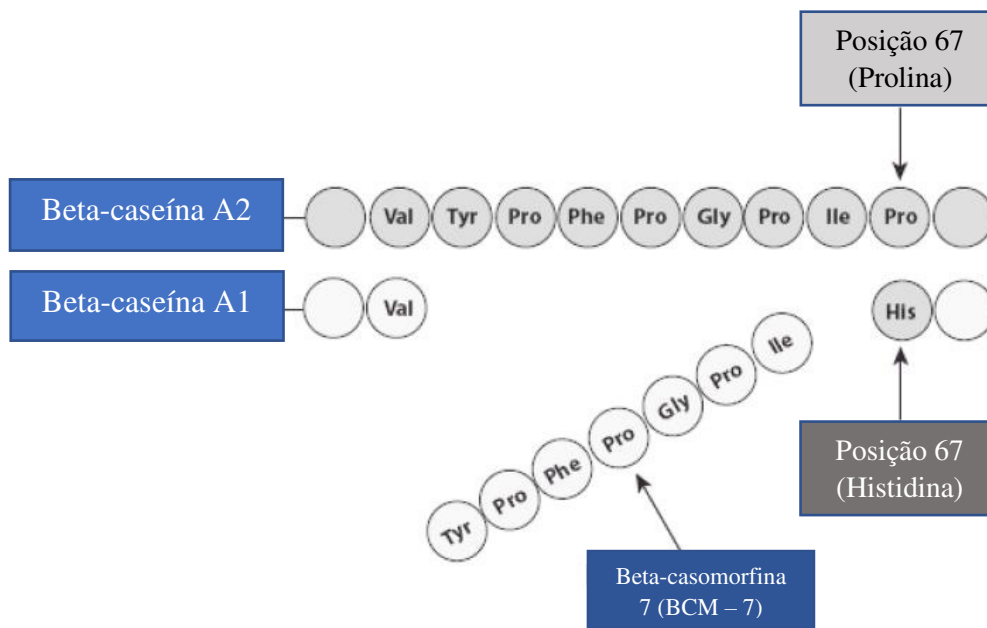 Posição 67
(Prolina)
Beta-caseína A2
Val Tyr Pro Phe Pro Gly Pro Ile Pro
Beta-caseína A1
Val
His
Tyr Pro Phe Pro Gly Pro Ile
Posição 67
(Histidina)
Beta-casomorfina
7 (BCM – 7)